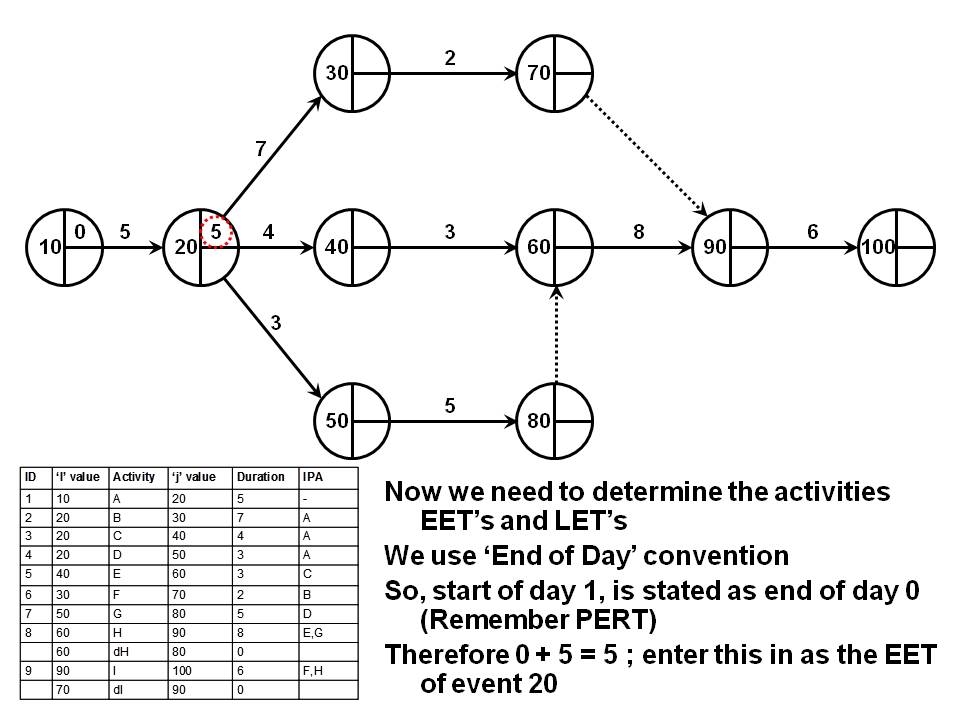 30
2
70
7
10
0
5
20
5
4
40
3
60
8
90
6
100
3
50
5
80
ID ‘I’ value Activity ‘j’ value Duration IPA
1 10 A 20 5 -
2 20 B 30 7 A
3 20 C 40 4 A
4 20 D 50 3 A
5 40 E 60 3 C
6 30 F 70 2 B
7 50 G 80 5 D
8 60 H 90 8 E,G
60 dH 80 0
9 90 I 100 6 F,H
70 dI 90 0
Now we need to determine the activities
EET’s and LET’s
We use ‘End of Day’ convention
So, start of day 1, is stated as end of day 0
(Remember PERT)
Therefore 0 + 5 = 5 ; enter this in as the EET
of event 20